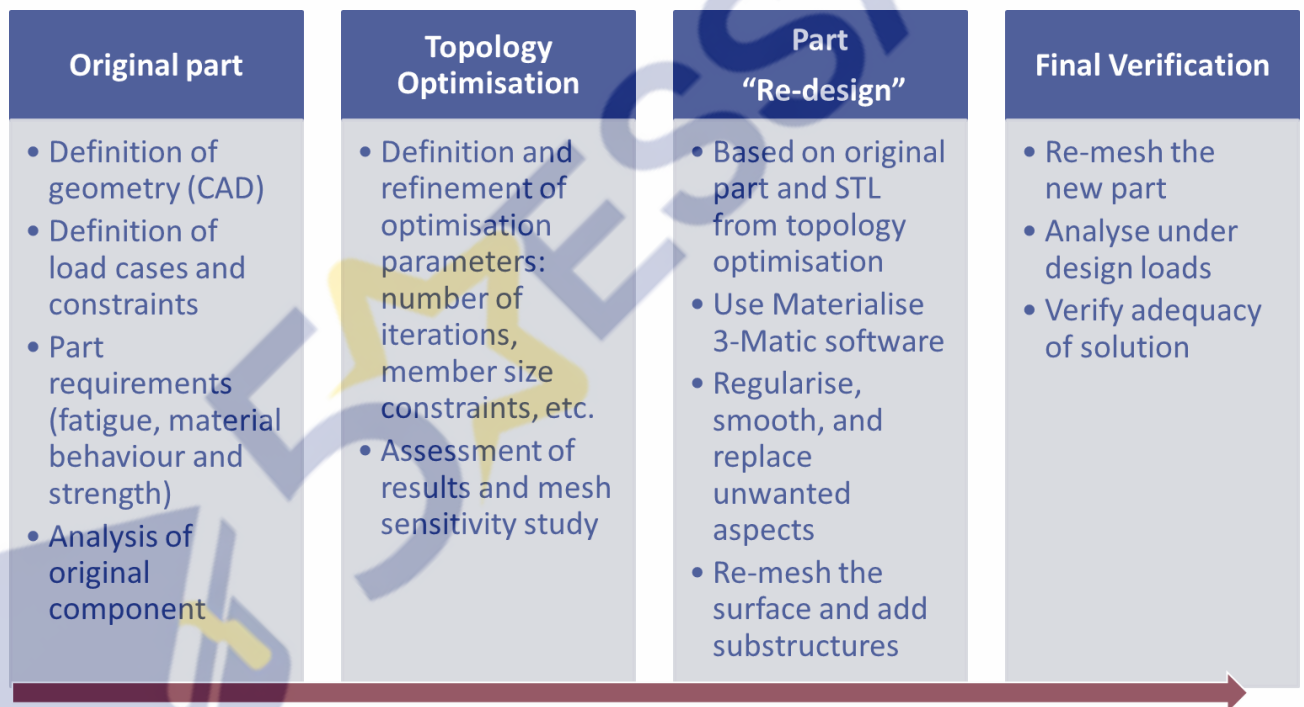 Original part
• Definition of
geometry (CAD)
• Definition of
load cases and
constraints
• Part
requirements
(fatigue, material
behaviour and
strength)
• Analysis of
original
component
Topology
Optimisation
• Definition and
refinement of
optimisation
parameters:
number of
iterations,
member size
constraints, etc.
• Assessment of
results and mesh
sensitivity study
Part
“Re-design”
• Based on original
part and STL
from topology
optimisation
• Use Materialise
3-Matic software
• Regularise,
smooth, and
replace
unwanted
aspects
• Re-mesh the
surface and add
substructures
Final Verification
• Re-mesh the
new part
• Analyse under
design loads
• Verify adequacy
of solution